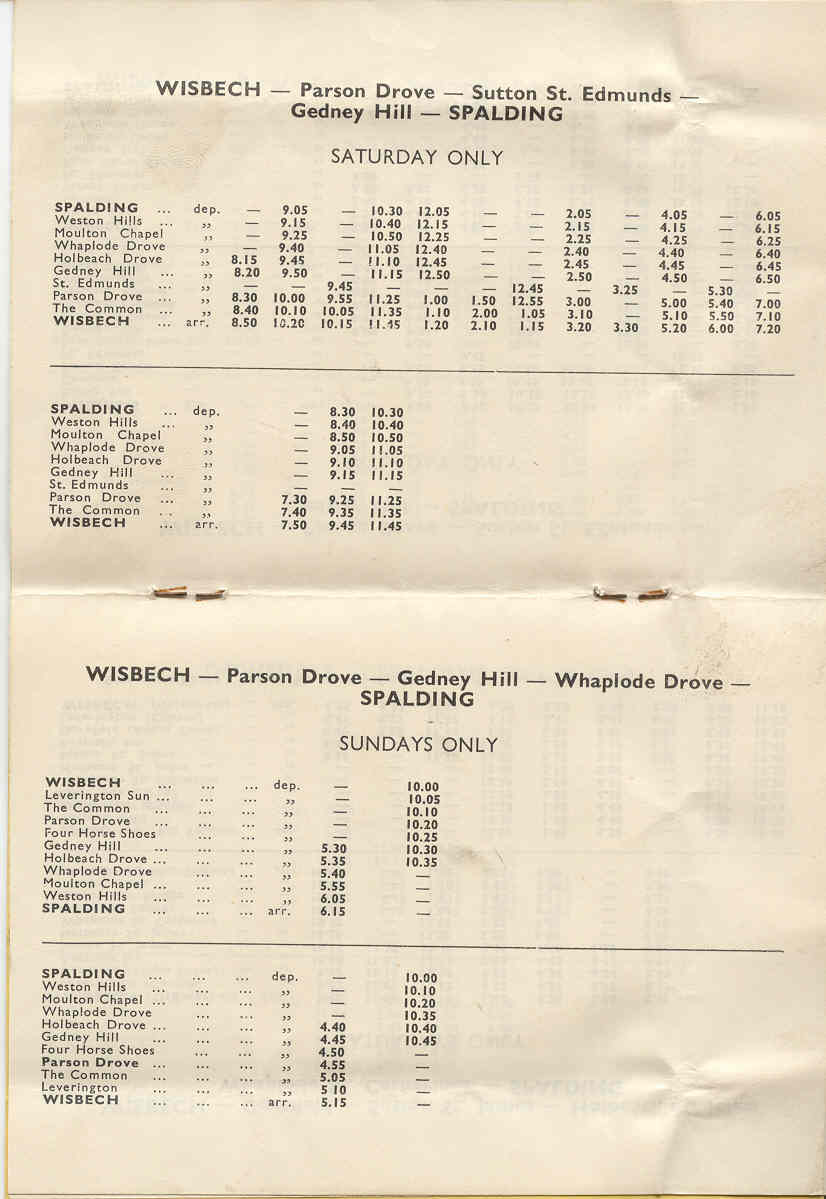 WISBECH — Parson Drove — Sutton St. Edmunds —
Gedney Hill — SPALDING
SATURDAY ONLY
SPALDING ... dep. — 9.05 — 10.30 12.05 — — 2.05 — 4.05 — 6.05
Weston Hills ... ,, — 9.15 — 10.40 12.15 — — 2.15 — 4.15 — 6.15
Moulton Chapel ,, — 9.25 — 10.50 12.25 — — 2.25 — 4.25 — 6.25
Whaplode Drove ,, — 9.40 — 11.05 12.40 — — 2.40 — 4.40 — 6.40
Holbeach Drove ,, 8.15 9.45 — 11.10 12.45 — — 2.45 — 4.45 — 6.45
Gedney Hill ... ,, 8.20 9.50 — 11.15 12.50 — — 2.50 — 4.50 — 6.50
St. Edmunds ... ,, — — 9.45 — — — 12.45 — 3.25 — 5.30 —
Parson Drove ... ,, 8.30 10.00 9.55 11.25 1.00 1.50 12.55 3.00 — 5.00 5.40 7.00
The Common ... ,, 8.40 10.10 10.05 11.35 1.10 2.00 1.05 3.10 — 5.10 5.50 7.10
WISBECH ... arr. 8.50 10.20 10.15 11.45 1.20 2.10 1.15 3.20 3.30 5.20 6.00 7.20
SPALDING ... dep. — 8.30 10.30
Weston Hills ... ,, — 8.40 10.40
Moulton Chapel ,, — 8.50 10.50
Whaplode Drove ,, — 9.05 11.05
Holbeach Drove ,, — 9.10 11.10
Gedney Hill ... ,, — 9.15 11.15
St. Edmunds ... ,, — — —
Parson Drove ... ,, 7.30 9.25 11.25
The Common . . ,, 7.40 9.35 11.35
WISBECH ... arr. 7.50 9.45 11.45
WISBECH — Parson Drove — Gedney Hill — Whaplode Drove —
SPALDING
SUNDAYS ONLY
WISBECH ... ... ... dep. — 10.00
Leverington Sun ... ... ... ,, — 10.05
The Common ... ... ... ,, — 10.10
Parson Drove ... ... ... ,, — 10.20
Four Horse Shoes ... ... ,, — 10.25
Gedney Hill ... ... ... ,, 5.30 10.30
Holbeach Drove ... ... ... ,, 5.35 10.35
Whaplode Drove ... ... ,, 5.40 —
Moulton Chapel ... ... ... ,, 5.55 —
Weston Hills ... ... ... ,, 6.05 —
SPALDING ... ... ... arr. 6.15 —
SPALDING ... ... ... dep. — 10.00
Weston Hills ... ... ... ,, — 10.10
Moulton Chapel ... ... ... ,, — 10.20
Whaplode Drove ... ... ,, — 10.35
Holbeach Drove ... ... ... ,, 4.40 10.40
Gedney Hill ... ... ... ,, 4.45 10.45
Four Horse Shoes ... ... ,, 4.50 —
Parson Drove ... ... ... ,, 4.55 —
The Common ... ... ... ,, 5.05 —
Leverington ... ... ... ,, 5 10 —
WISBECH ... ... ... arr. 5.15 —